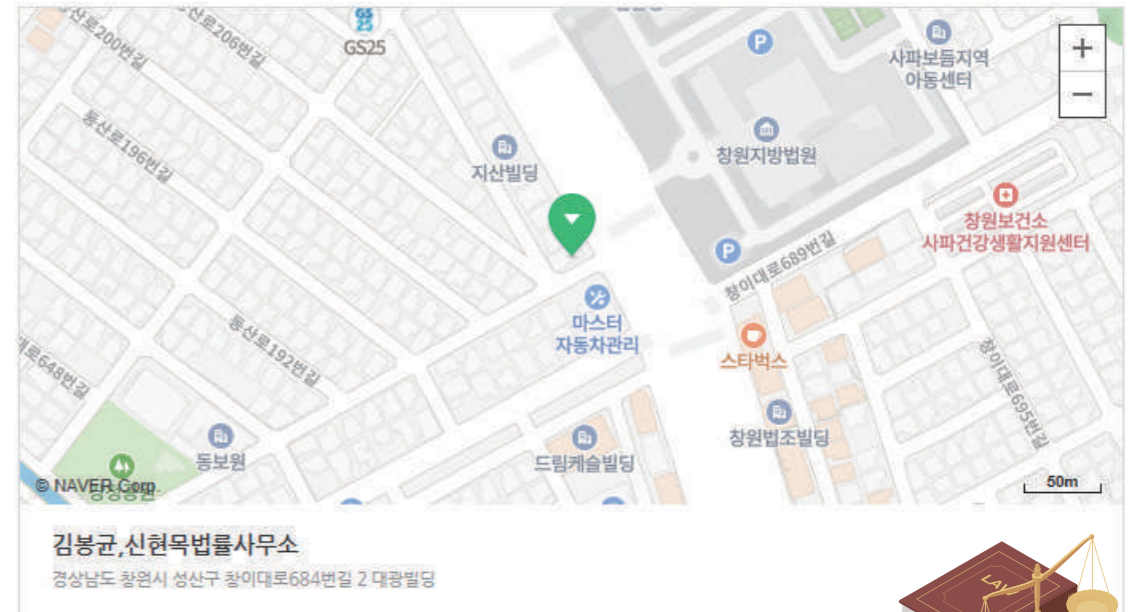 동산로200번길
동산로206번길
GS25
GS25
P
사파보듬지역
아동센터
+
−
동산로196번길
지산빌딩
창원지방법원
창원보건소
사파건강생활지원센터
P
창이대로689번길
마스터
자동차관리
스타벅스
동산로192번길
로648번길
창이대로695번길
창원법조빌딩
동보원
드림케슬빌딩
© NAVER Corp.
50m
김봉균,신현목법률사무소
경상남도 창원시 성산구 창이대로684번길 2 대광빌딩
LAW